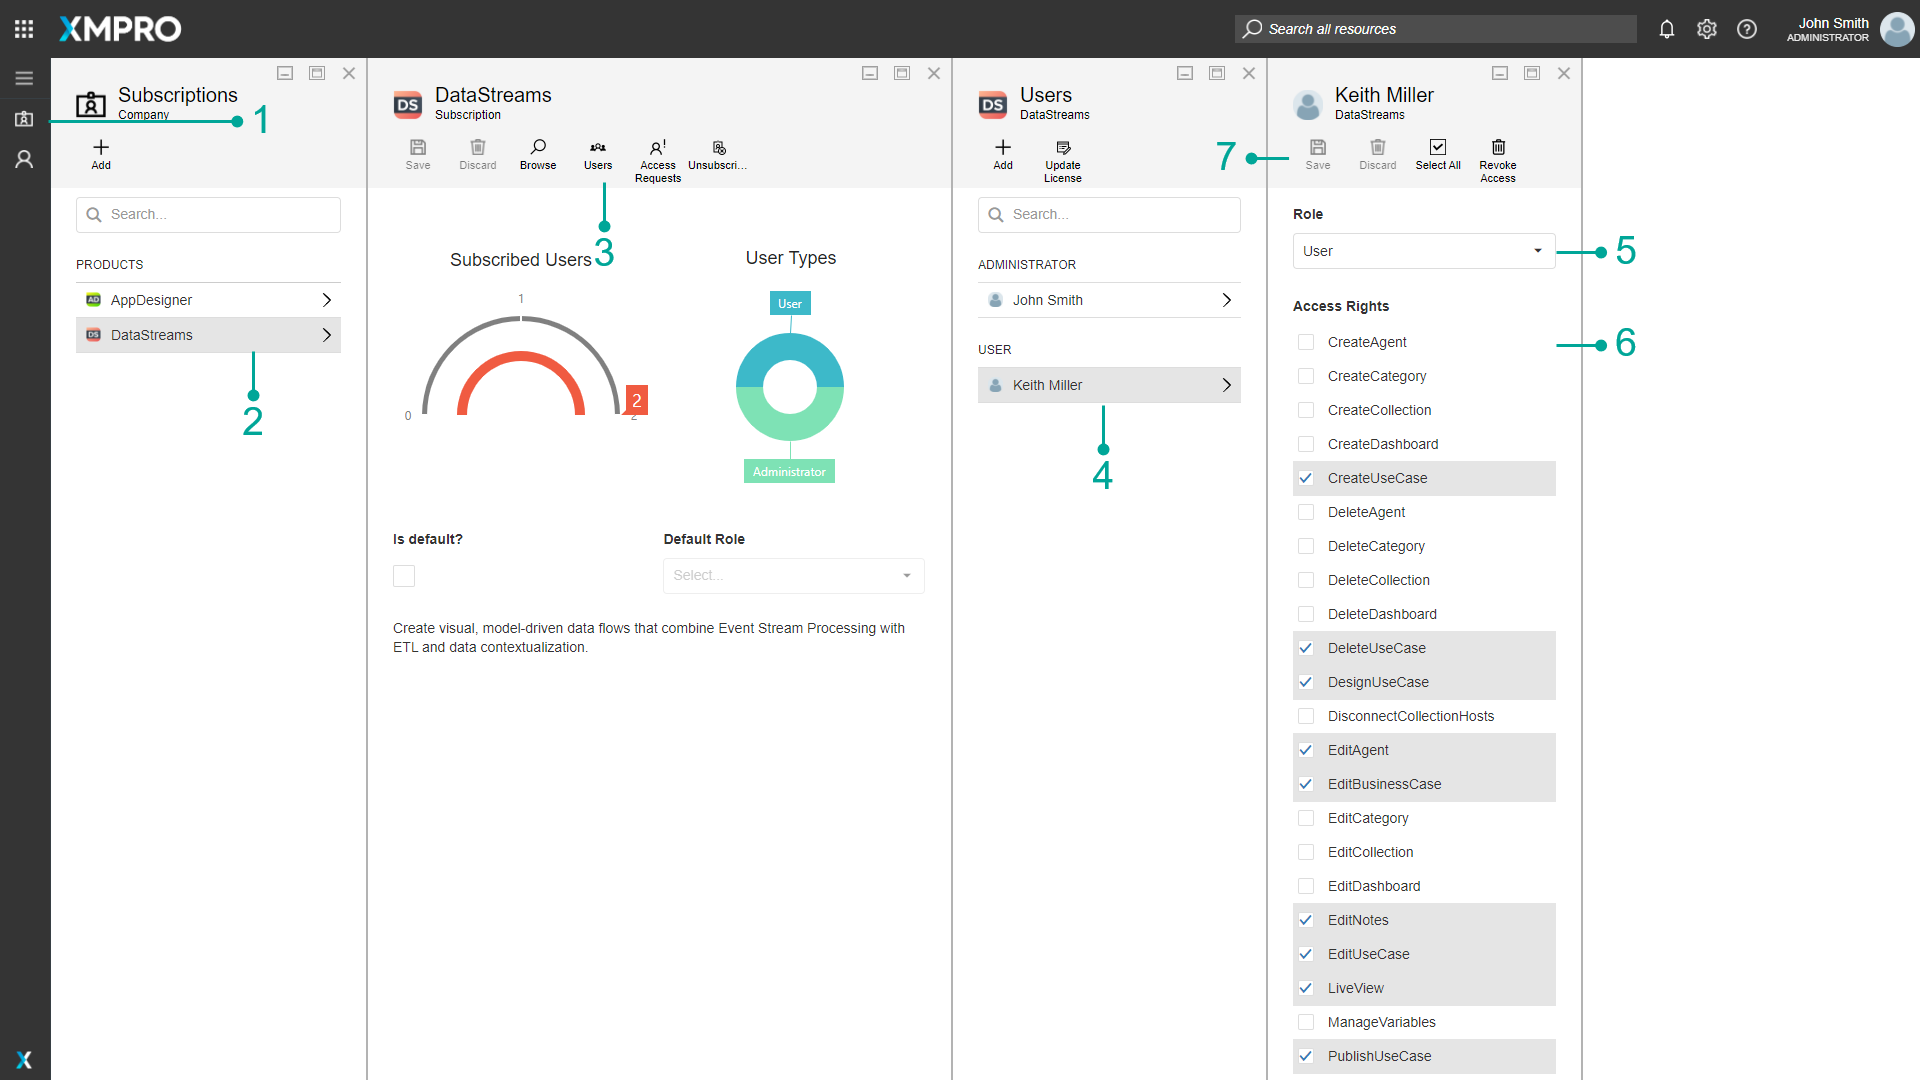 XMPRO
Search all resources
John Smith
ADMINISTRATOR
Subscriptions
Company
1
Add
Search...
PRODUCTS
AD AppDesigner
DS DataStreams
2
DS
DataStreams
Subscription
Save
Discard
Browse
Users
Access Requests
Unsubscri...
3
Subscribed Users
0
1
2
2
User Types
User
Administrator
Is default?
Default Role
Select...
Create visual, model-driven data flows that combine Event Stream Processing with
ETL and data contextualization.
DS
Users
DataStreams
Add
Update License
Search...
ADMINISTRATOR
John Smith
USER
Keith Miller
4
Keith Miller
DataStreams
7
Save
Discard
Select All
Revoke Access
Role
User
5
Access Rights
6
CreateAgent
CreateCategory
CreateCollection
CreateDashboard
CreateUseCase
DeleteAgent
DeleteCategory
DeleteCollection
DeleteDashboard
DeleteUseCase
DesignUseCase
DisconnectCollectionHosts
EditAgent
EditBusinessCase
EditCategory
EditCollection
EditDashboard
EditNotes
EditUseCase
LiveView
ManageVariables
PublishUseCase
X